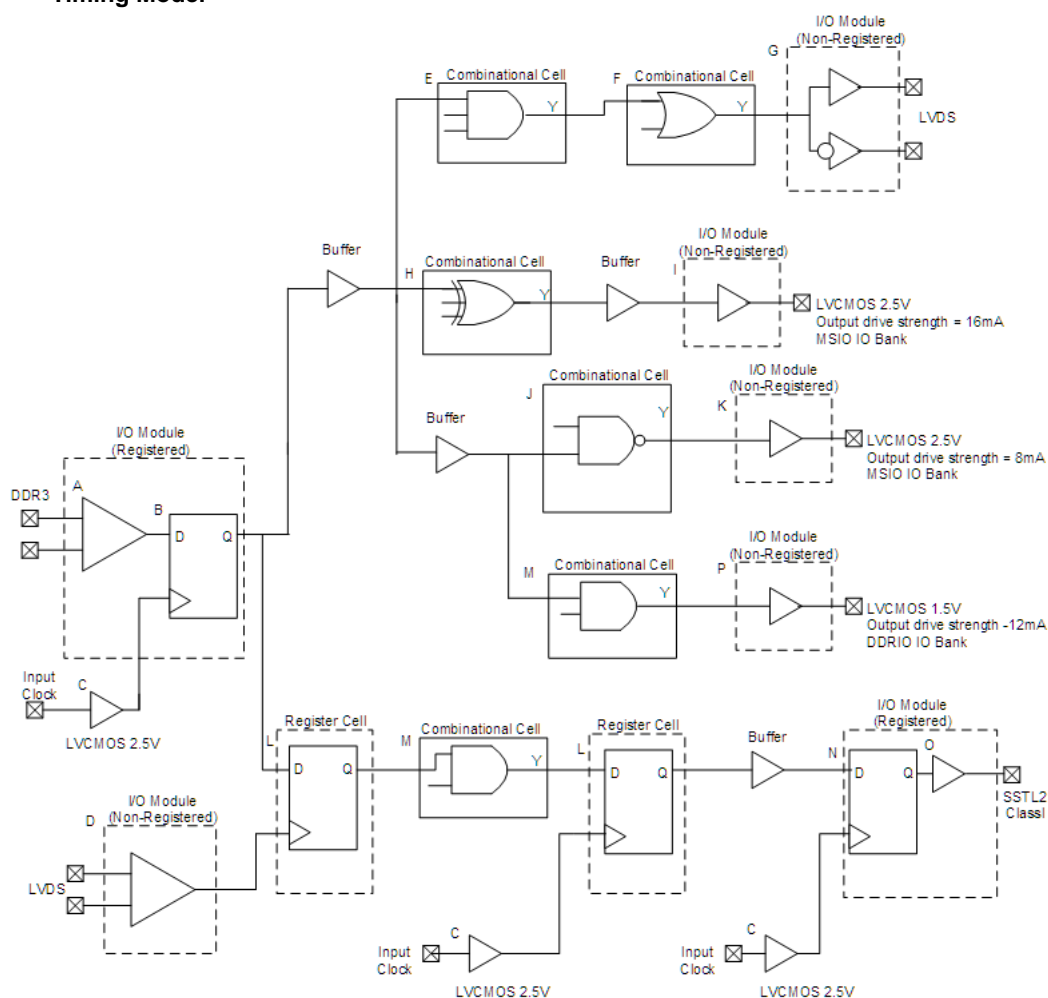 I/O Module
(Non-Registered)
G
E
Combinational Cell
Y
F
Combinational Cell
Y
LVDS
I/O Module
(Non-Registered)
Buffer
H
Combinational Cell
Y
Buffer
I
LVCMOS 2.5V
Output drive strength = 16mA
MSIO IO Bank
I/O Module
(Non-Registered)
Combinational Cell
J
Y
K
Buffer
LVCMOS 2.5V
Output drive strength = 8mA
MSIO IO Bank
I/O Module
(Registered)
DDR3
A
B
D
Q
I/O Module
(Non-Registered)
Combinational Cell
M
Y
P
LVCMOS 1.5V
Output drive strength -12mA
DDRIO IO Bank
Input
Clock
C
LVCMOS 2.5V
Register Cell
L
D
Q
Combinational Cell
M
Y
Register Cell
L
D
Q
Buffer
I/O Module
(Registered)
N
D
Q
O
SSTL2
ClassI
I/O Module
(Non-Registered)
D
LVDS
Input
Clock
C
LVCMOS 2.5V
Input
Clock
C
LVCMOS 2.5V